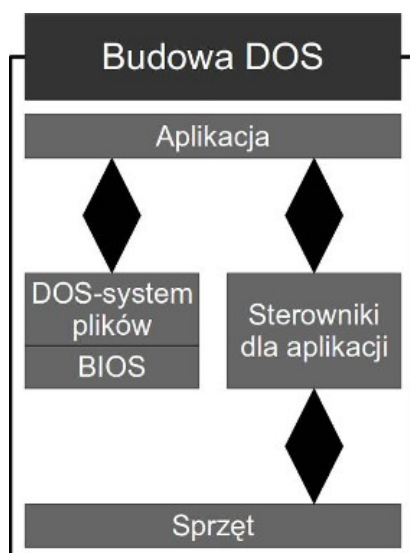 Budowa DOS
Aplikacja
DOS-system
plików
BIOS
Sterowniki
dla aplikacji
Sprzęt